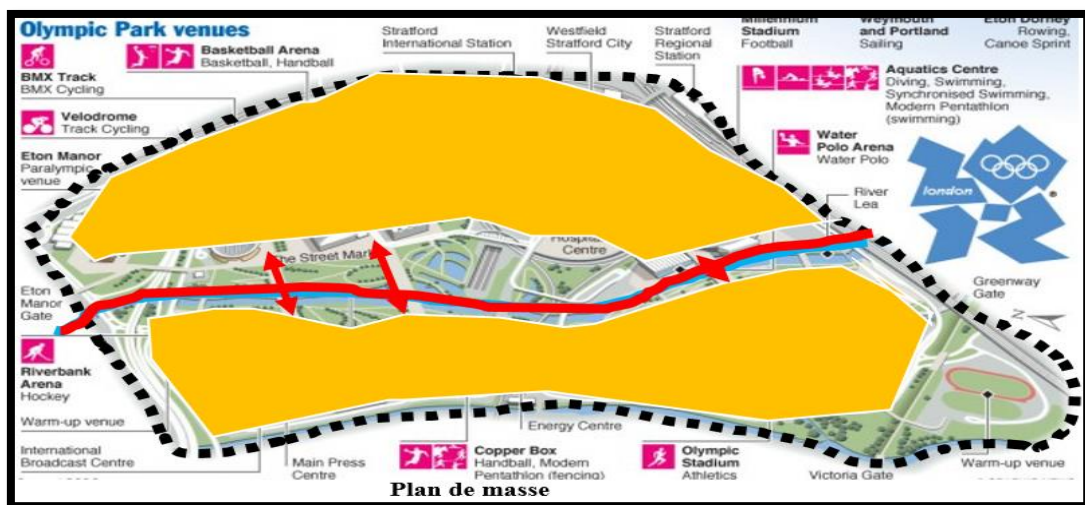 Olympic Park venues
Basketball Arena
Basketball, Handball
BMX Track
BMX Cycling
Velodrome
Track Cycling
Eton Manor
Paralympic
venue
Stratford
International Station
Westfield
Stratford City
Stratford
Regional
Station
Millennium
Stadium
Football
Weymouth
and Portland
Sailing
Eton Dorney
Rowing,
Canoe Sprint
Aquatics Centre
Diving, Swimming,
Synchronised Swimming,
Modern Pentathlon
(swimming)
Water
Polo Arena
Water Polo
River
Lea
london
Greenway
Gate
N
The Street Mark
Centre
Eton
Manor
Gate
Riverbank
Arena
Hockey
Warm-up venue
International
Broadcast Centre
Main Press
Centre
Energy Centre
Copper Box
Handball, Modern
Pentathlon (fencing)
Olympic
Stadium
Athletics
Victoria Gate
Warm-up venue
Plan de masse